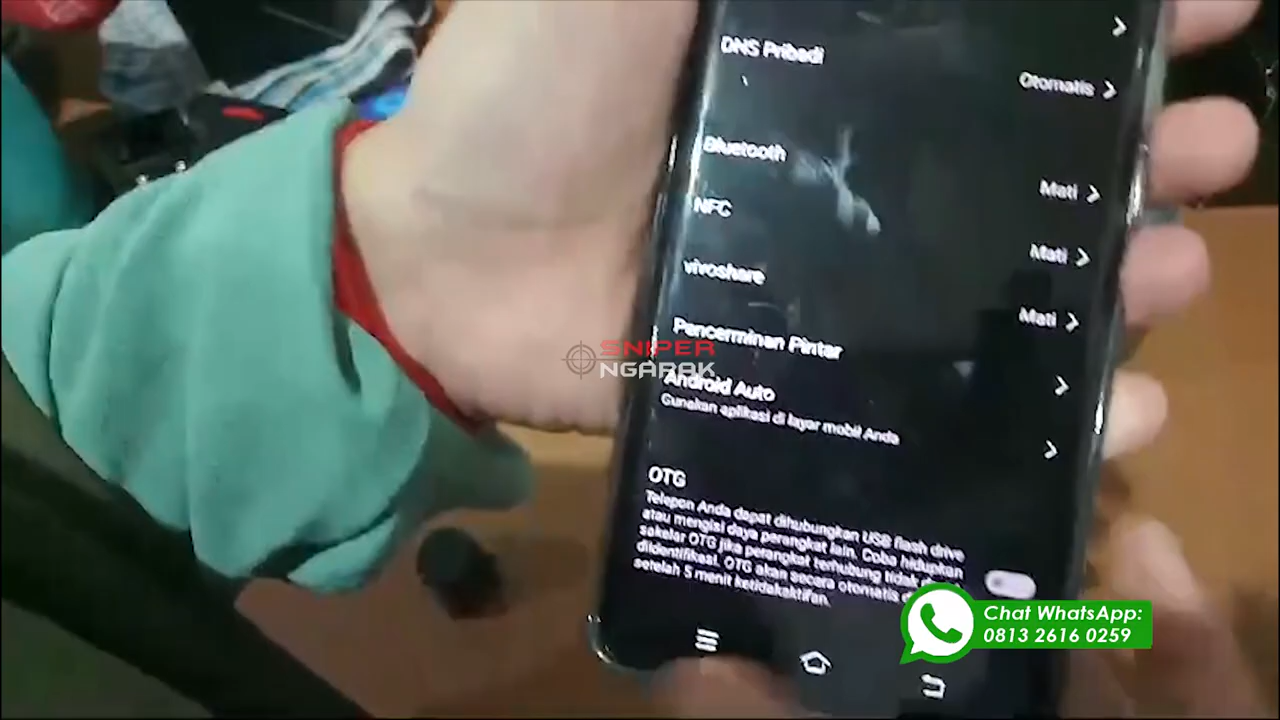 DNS Pribadi
Otomatis
Bluetooth
Mati
NFC
Mati
vivoshare
Mati
Pencerminan Pintar
Android Auto
Gunakan aplikasi di layar mobil Anda
OTG
Telepon Anda dapat dihubungkan USB flash drive
atau mengisi daya perangkat lain. Coba hidupkan
sakelar OTG jika perangkat terhubung tidak
diidentifikasi. OTG akan secara otomatis
setelah 5 menit ketidakaktifan.
SNIPER
NGARAK
Chat WhatsApp:
0813 2616 0259